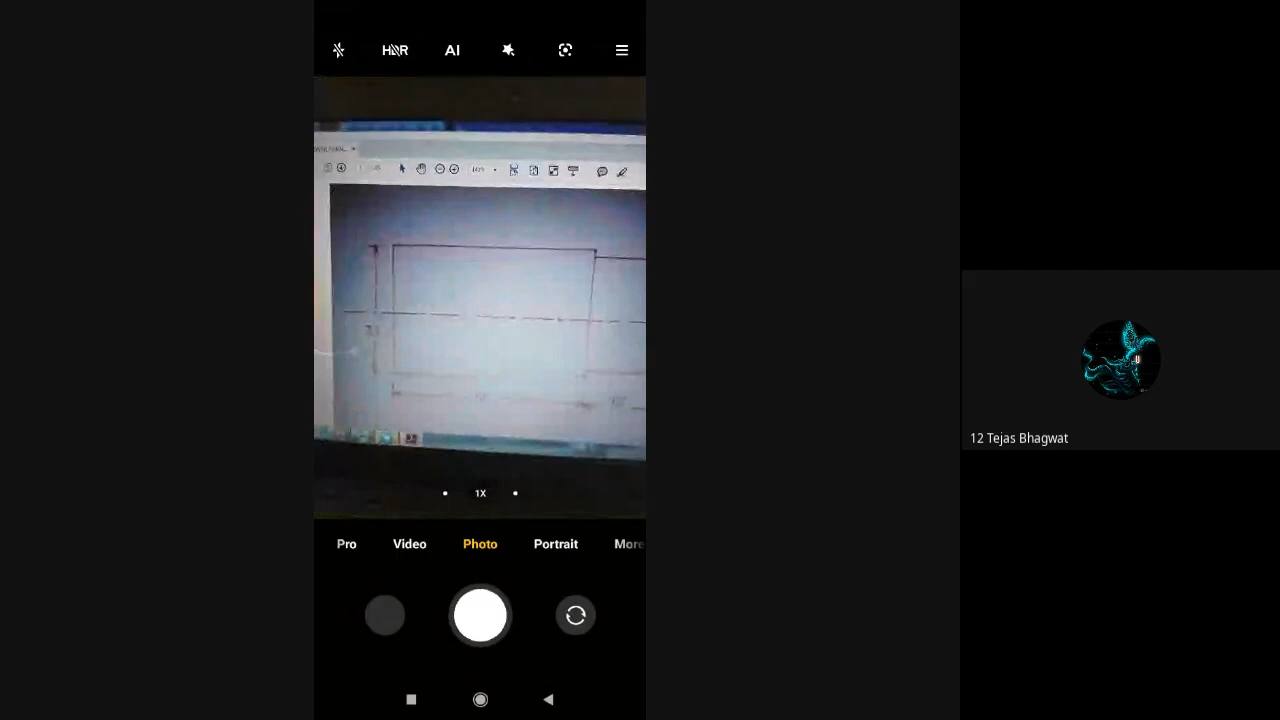 HDR
AI
1X
Pro
Video
Photo
Portrait
More
12 Tejas Bhagwat